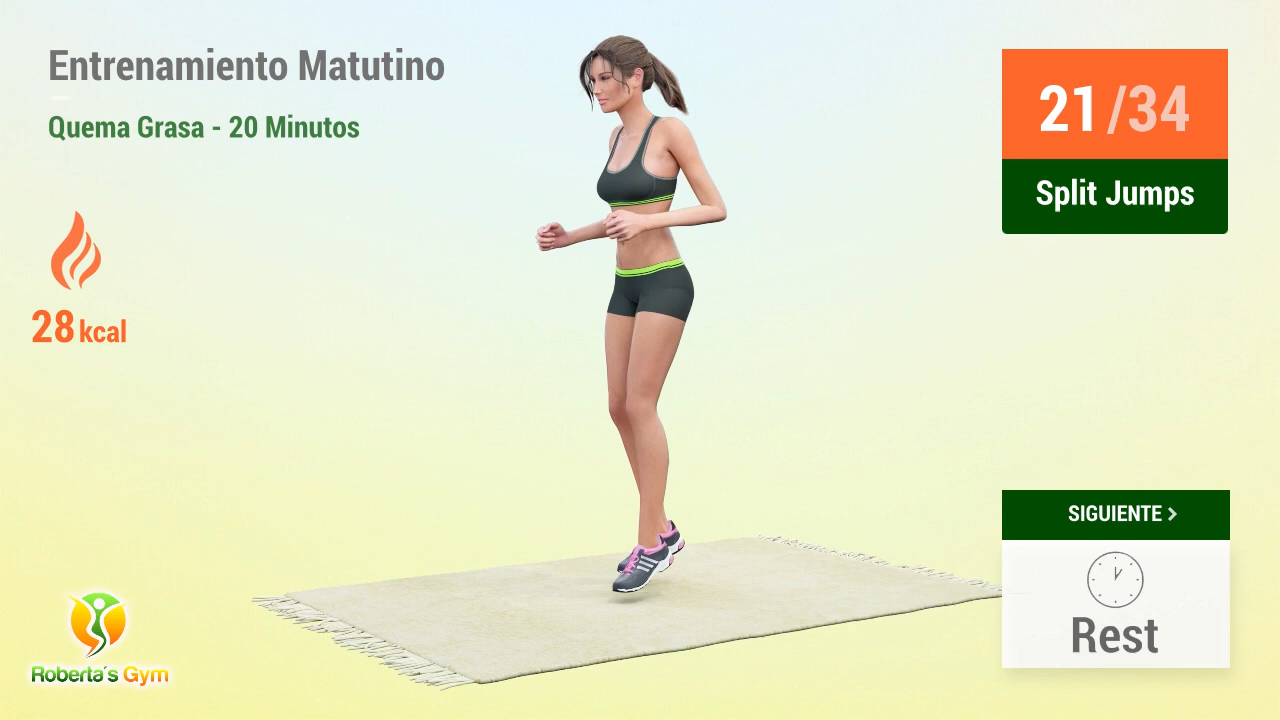 Entrenamiento Matutino
Quema Grasa - 20 Minutos
21/34
Split Jumps
28 kcal
SIGUIENTE >
Rest
Roberta´s Gym